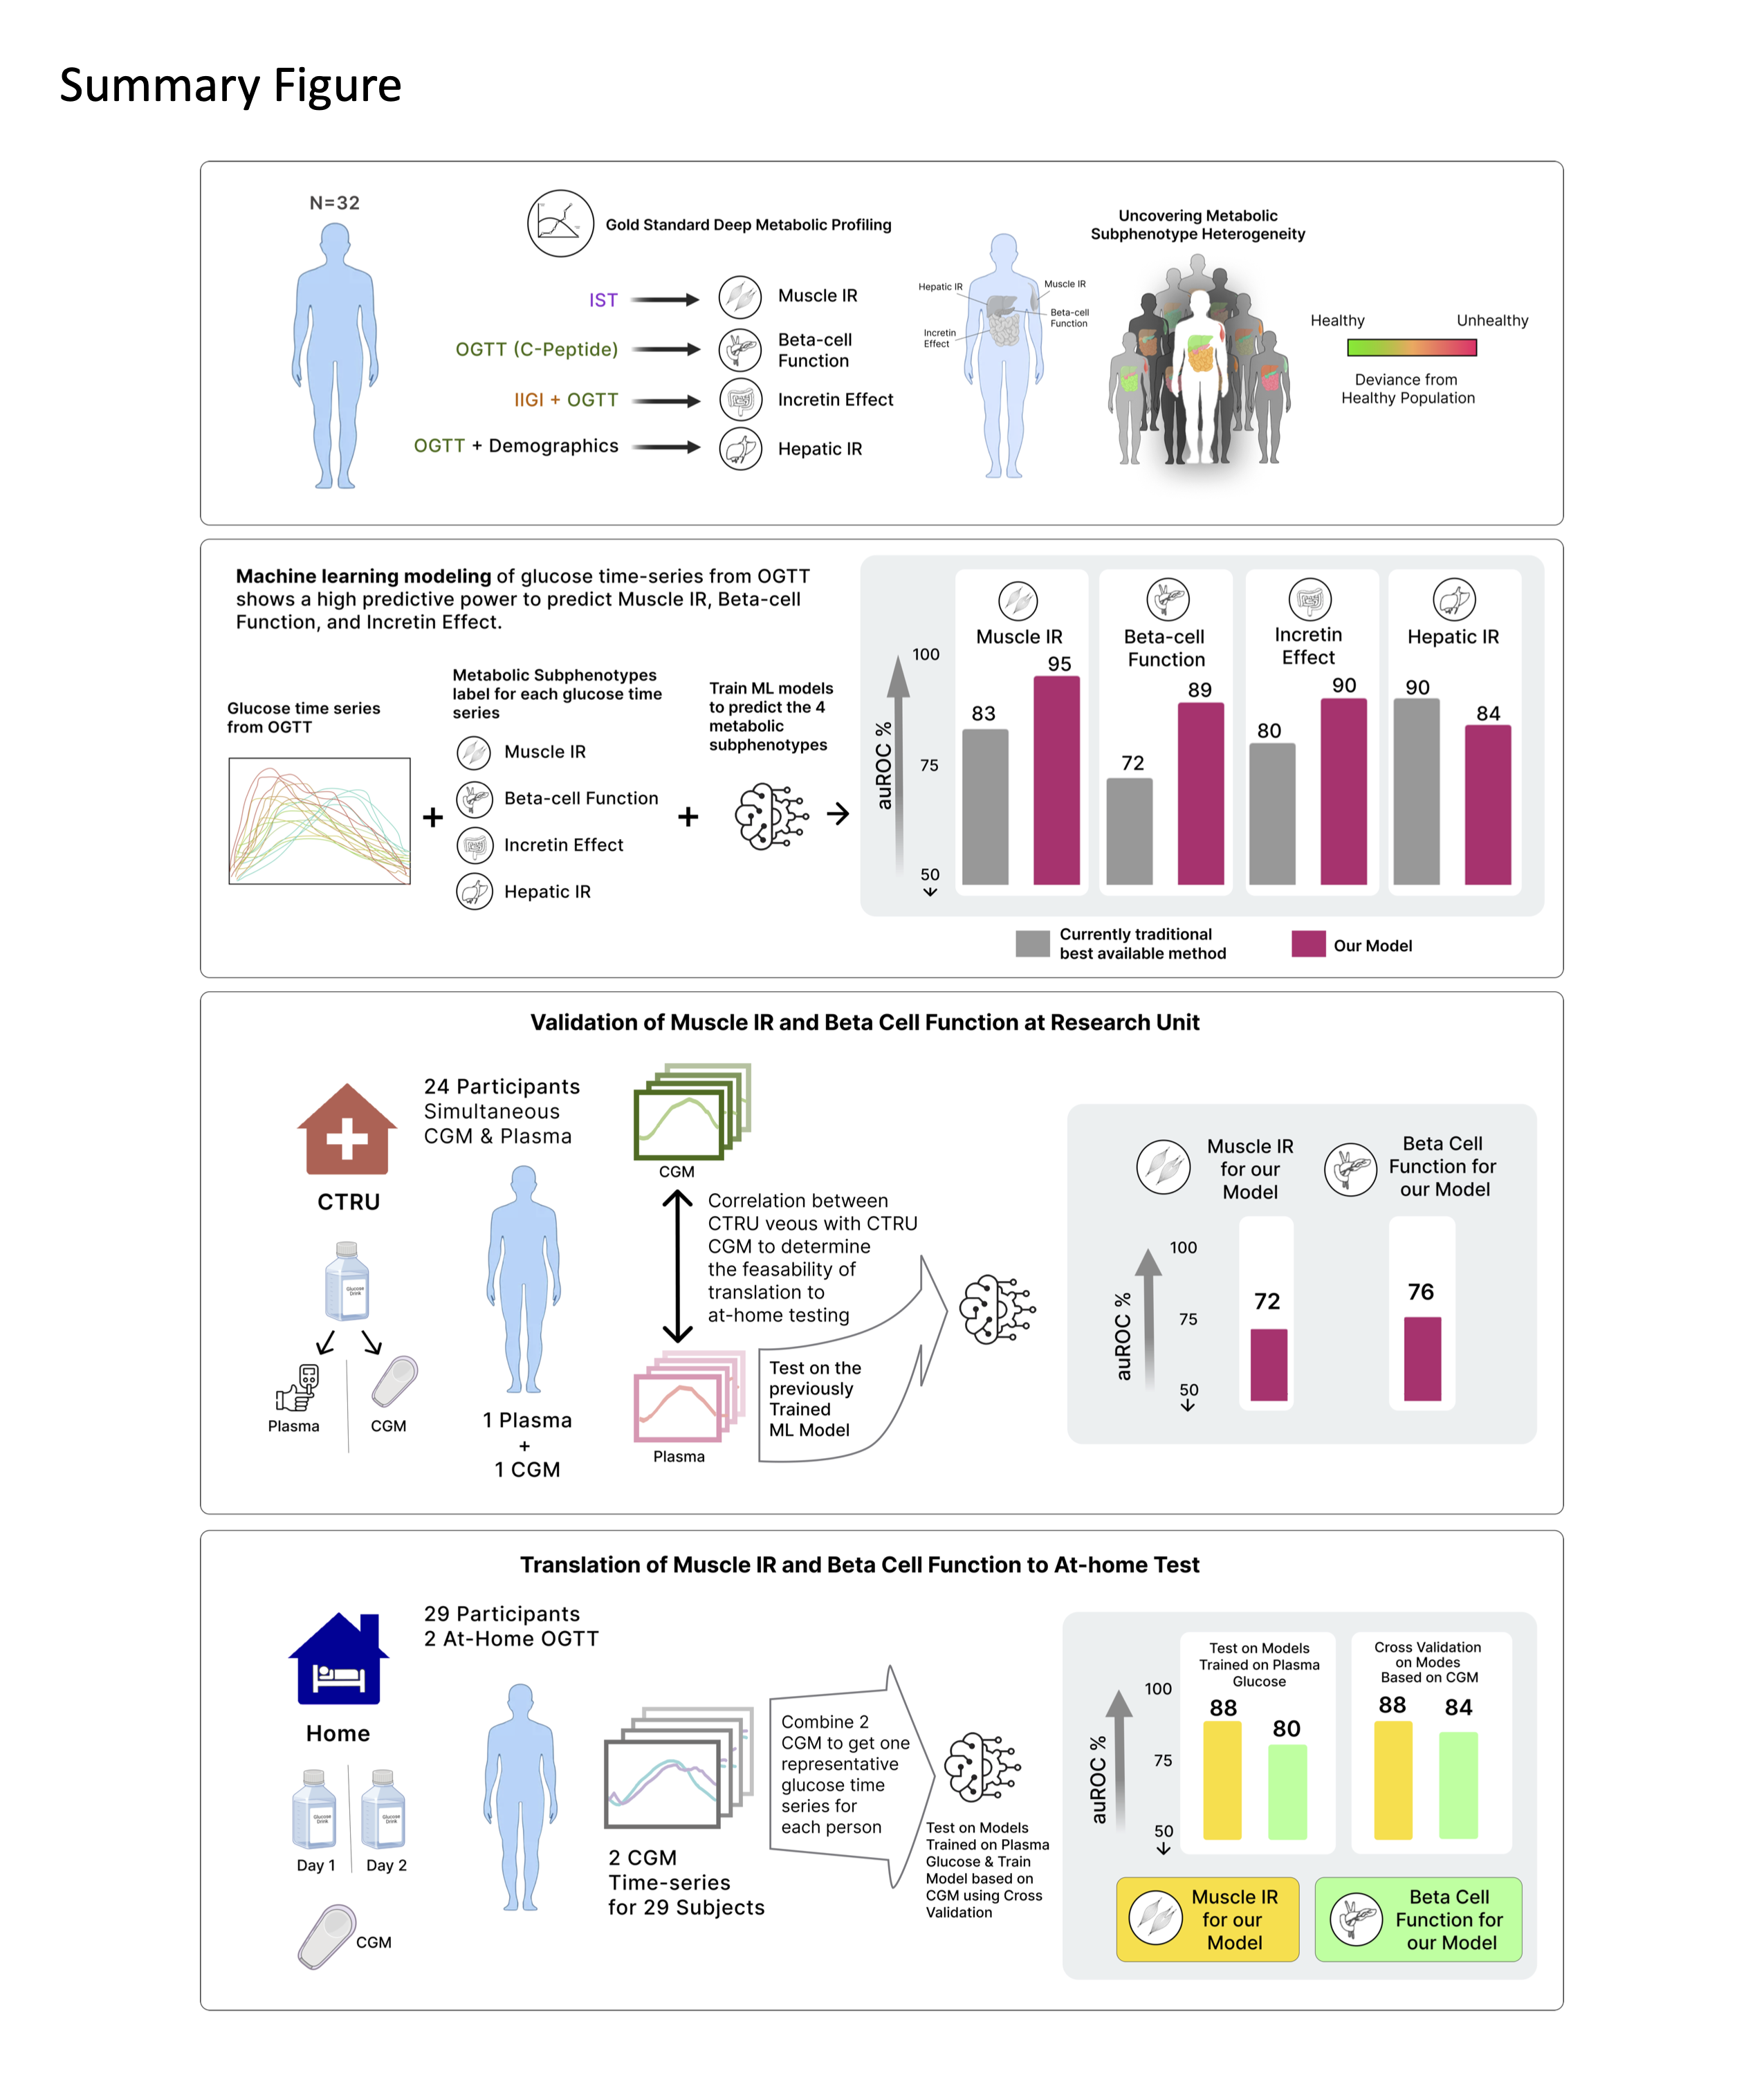 Summary Figure
N=32
Gold Standard Deep Metabolic Profiling
IST
Muscle IR
OGTT (C-Peptide)
Beta-cell
Function
IIGI + OGTT
Incretin Effect
OGTT + Demographics
Hepatic IR
Hepatic IR
Muscle IR
Beta-cell
Function
Incretin
Effect
Uncovering Metabolic
Subphenotype Heterogeneity
Healthy
Unhealthy
Deviance from
Healthy Population
Machine learning modeling of glucose time-series from OGTT
shows a high predictive power to predict Muscle IR, Beta-cell
Function, and Incretin Effect.
Glucose time series
from OGTT
+
Metabolic Subphenotypes
label for each glucose time
series
Muscle IR
Beta-cell Function
Incretin Effect
Hepatic IR
+
Train ML models
to predict the 4
metabolic
subphenotypes
auROC %
100
75
50
Muscle IR
83
95
Beta-cell
Function
72
89
Incretin
Effect
80
90
Hepatic IR
90
84
Currently traditional
best available method
Our Model
Validation of Muscle IR and Beta Cell Function at Research Unit
CTRU
Glucose
Drink
Plasma
CGM
24 Participants
Simultaneous
CGM & Plasma
1 Plasma
+
1 CGM
CGM
Correlation between
CTRU veous with CTRU
CGM to determine
the feasability of
translation to
at-home testing
Plasma
Test on the
previously
Trained
ML Model
auROC %
100
75
50
Muscle IR
for our
Model
72
Beta Cell
Function for
our Model
76
Translation of Muscle IR and Beta Cell Function to At-home Test
Home
Glucose
Drink
Glucose
Drink
Day 1
Day 2
CGM
29 Participants
2 At-Home OGTT
2 CGM
Time-series
for 29 Subjects
Combine 2
CGM to get one
representative
glucose time
series for
each person
Test on Models
Trained on Plasma
Glucose & Train
Model based on
CGM using Cross
Validation
auROC %
100
75
50
Test on Models
Trained on Plasma
Glucose
88
80
Cross Validation
on Modes
Based on CGM
88
84
Muscle IR
for our
Model
Beta Cell
Function for
our Model